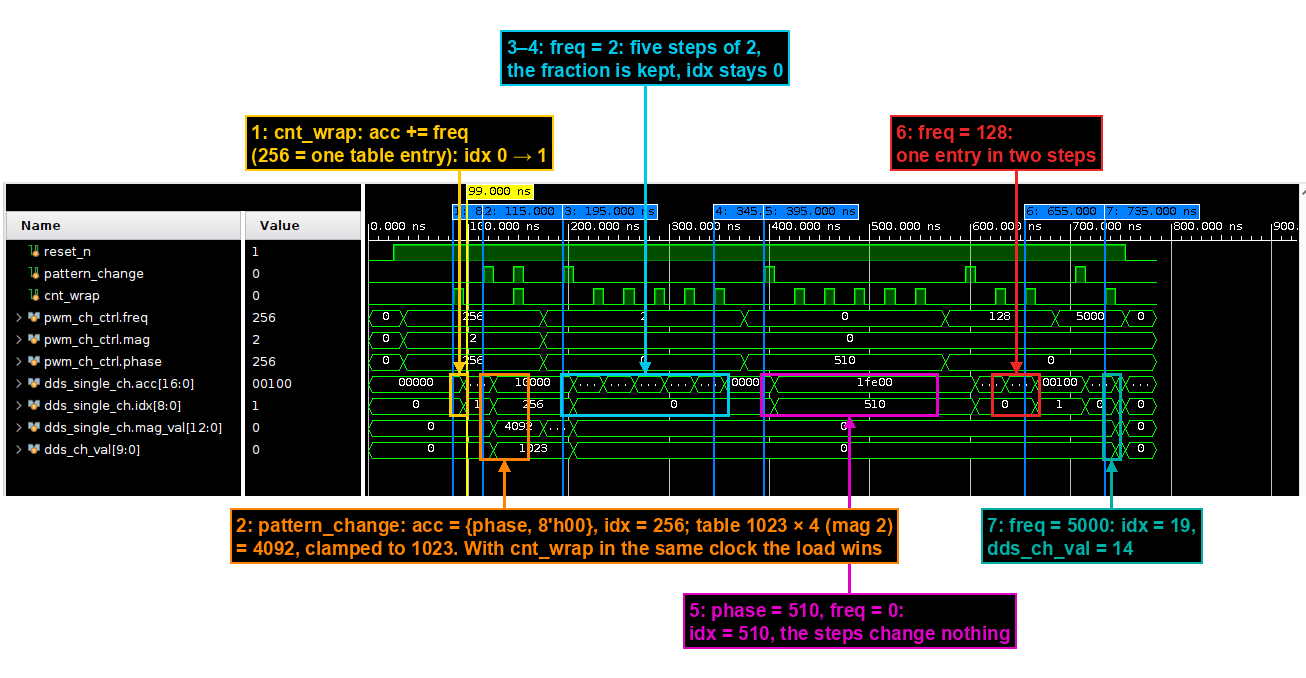 3–4: freq = 2: five steps of 2,
the fraction is kept, idx stays 0
1: cnt_wrap: acc += freq
(256 = one table entry): idx 0 → 1
6: freq = 128:
one entry in two steps
99.000 ns
2: 115.000 3: 195.000 ns 4: 345. 5: 395.000 ns 6: 655.000 7: 735.000 ns
Name Value
0.000 ns 100.000 ns 200.000 ns 300.000 ns 400.000 ns 500.000 ns 600.000 ns 700.000 ns 800.000 ns 900.
reset_n 1
pattern_change 0
cnt_wrap 0
pwm_ch_ctrl.freq 256 0 256 2 0 128 5000 0
pwm_ch_ctrl.mag 2 0 2 0
pwm_ch_ctrl.phase 256 0 256 0 510 0
dds_single_ch.acc[16:0] 00100 00000 ... 10000 ... ... ... ... ... 00000 1fe00 ... ... 00100 ... ...
dds_single_ch.idx[8:0] 1 0 1 256 0 510 0 1 0 0
dds_single_ch.mag_val[12:0] 0 0 4092 ... 0 0
dds_ch_val[9:0] 0 0 1023 0 0
2: pattern_change: acc = {phase, 8'h00}, idx = 256; table 1023 × 4 (mag 2)
= 4092, clamped to 1023. With cnt_wrap in the same clock the load wins
7: freq = 5000: idx = 19,
dds_ch_val = 14
5: phase = 510, freq = 0:
idx = 510, the steps change nothing